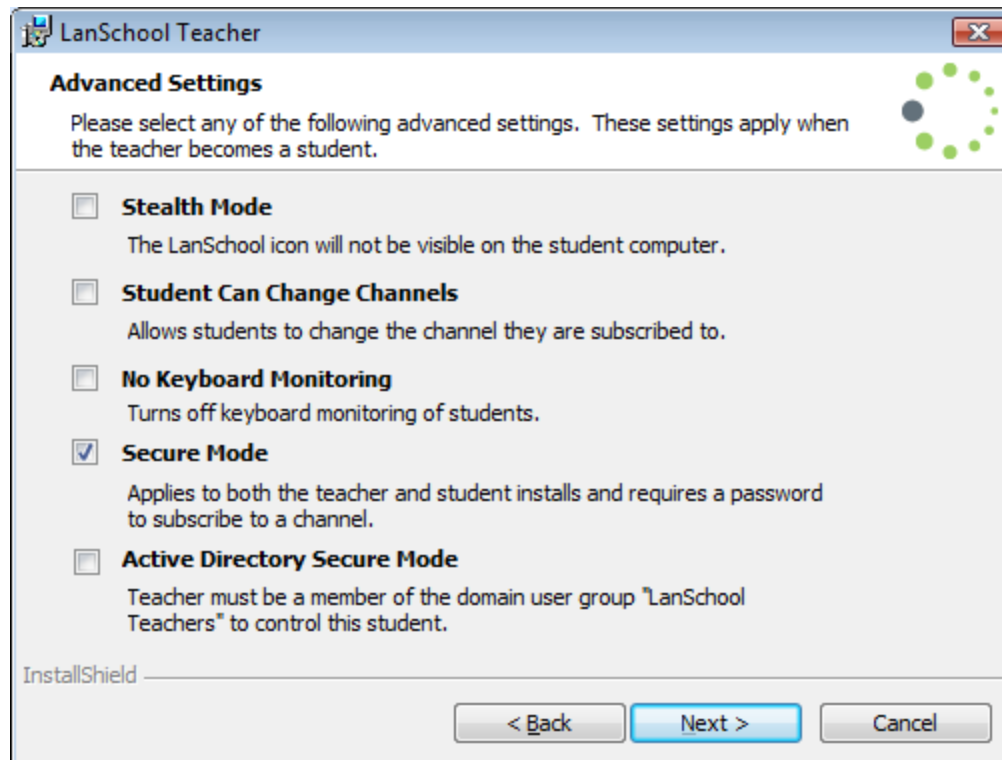 LanSchool Teacher
Advanced Settings
Please select any of the following advanced settings. These settings apply when
the teacher becomes a student.
Stealth Mode
The LanSchool icon will not be visible on the student computer.
Student Can Change Channels
Allows students to change the channel they are subscribed to.
No Keyboard Monitoring
Turns off keyboard monitoring of students.
Secure Mode
Applies to both the teacher and student installs and requires a password
to subscribe to a channel.
Active Directory Secure Mode
Teacher must be a member of the domain user group "LanSchool
Teachers" to control this student.
InstallShield
< Back Next > Cancel